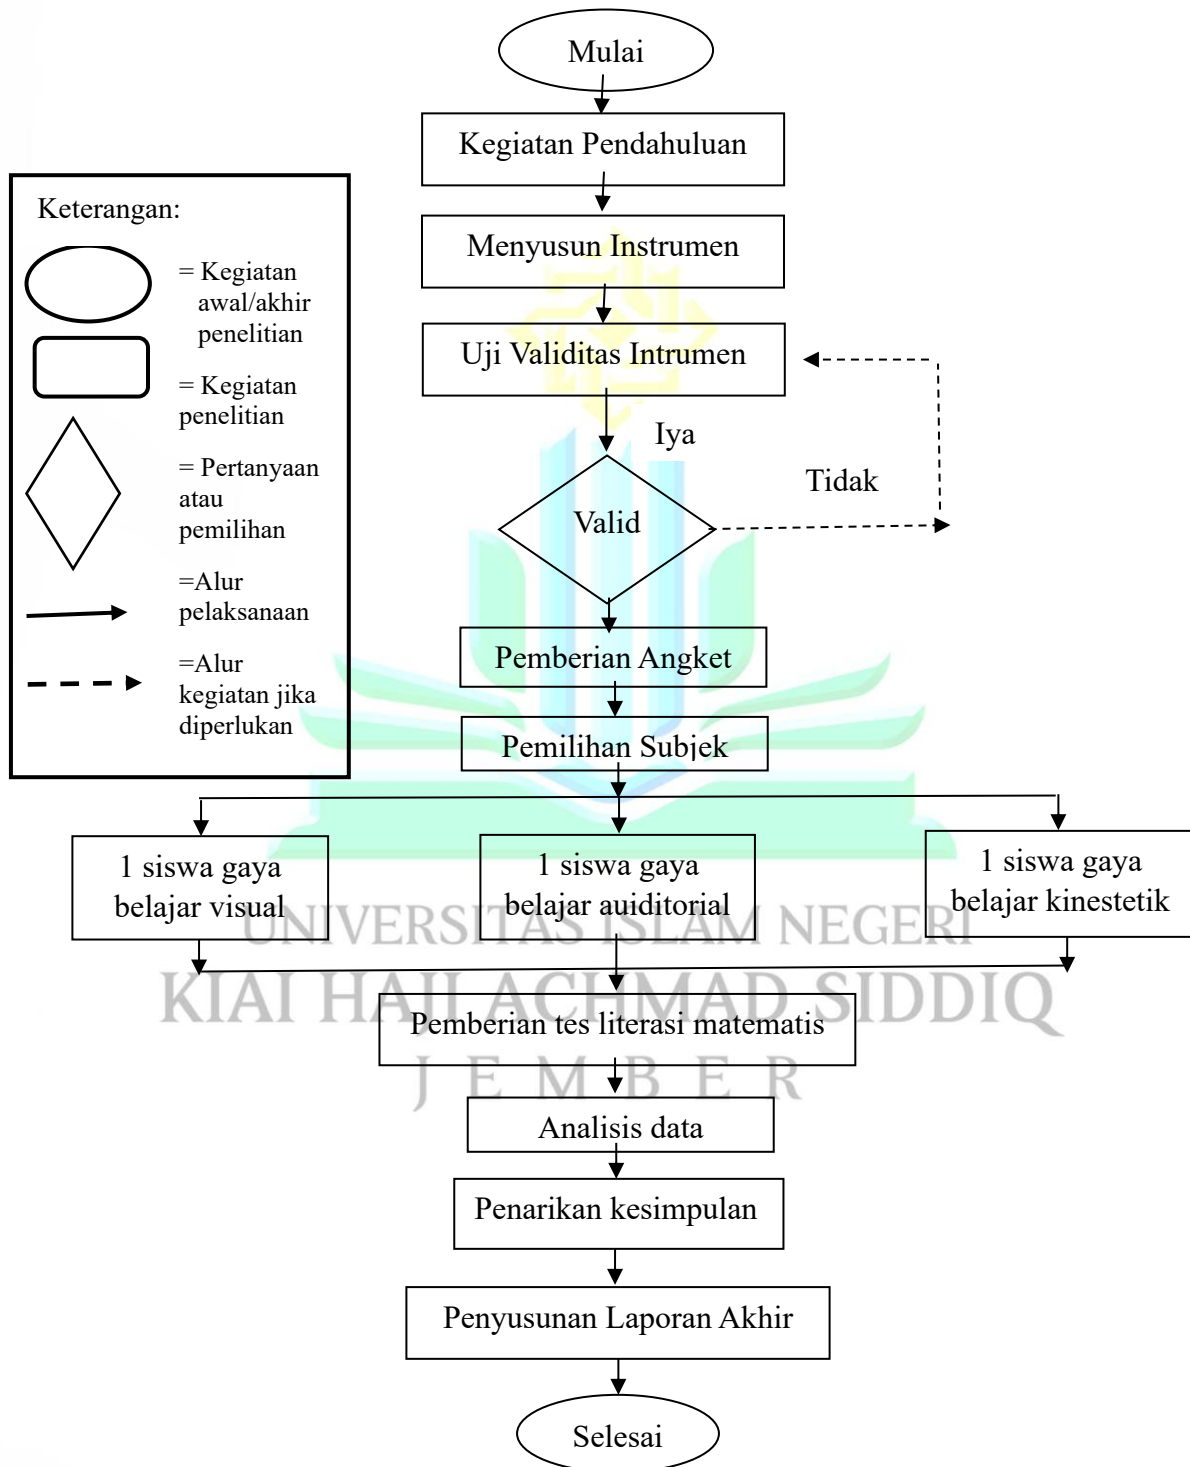 Mulai
Kegiatan Pendahuluan
Menyusun Instrumen
Uji Validitas Intrumen
Iya
Tidak
Valid
Pemberian Angket
Pemilihan Subjek
1 siswa gaya
belajar visual
1 siswa gaya
belajar auiditorial
1 siswa gaya
belajar kinestetik
Pemberian tes literasi matematis
Analisis data
Penarikan kesimpulan
Penyusunan Laporan Akhir
Selesai
Keterangan:
= Kegiatan
awal/akhir
penelitian
= Kegiatan
penelitian
= Pertanyaan
atau
pemilihan
=Alur
pelaksanaan
=Alur
kegiatan jika
diperlukan
UNIVERSITAS ISLAM NEGERI
KIAI HAJI ACHMAD SIDDIQ
JEMBER